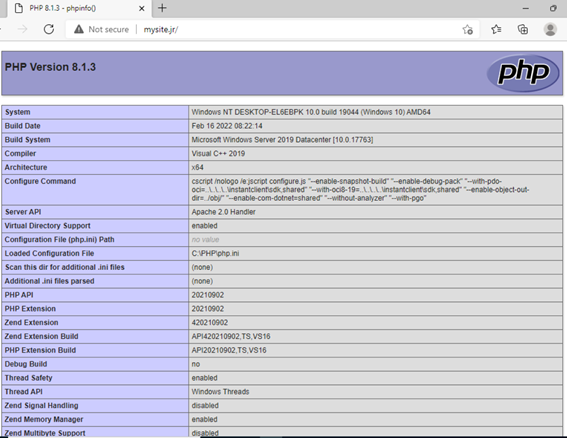 PHP 8.1.3 - phpinfo()
Not secure mysite.jr/
PHP Version 8.1.3
php
System Windows NT DESKTOP-EL6EBPK 10.0 build 19044 (Windows 10) AMD64
Build Date Feb 16 2022 08:22:14
Build System Microsoft Windows Server 2019 Datacenter [10.0.17763]
Compiler Visual C++ 2019
Architecture x64
Configure Command cscript /nologo /e:jscript configure.js "--enable-snapshot-build" "--enable-debug-pack" "--with-pdo-
oci=..\..\..\..\instantclient\sdk,shared" "--with-oci8-19=..\..\..\..\instantclient\sdk,shared" "--enable-object-out-
dir=../obj/" "--enable-com-dotnet=shared" "--without-analyzer" "--with-pgo"
Server API Apache 2.0 Handler
Virtual Directory Support enabled
Configuration File (php.ini) Path no value
Loaded Configuration File C:\PHP\php.ini
Scan this dir for additional .ini files (none)
Additional .ini files parsed (none)
PHP API 20210902
PHP Extension 20210902
Zend Extension 420210902
Zend Extension Build API420210902,TS,VS16
PHP Extension Build API20210902,TS,VS16
Debug Build no
Thread Safety enabled
Thread API Windows Threads
Zend Signal Handling disabled
Zend Memory Manager enabled
Zend Multibyte Support disabled